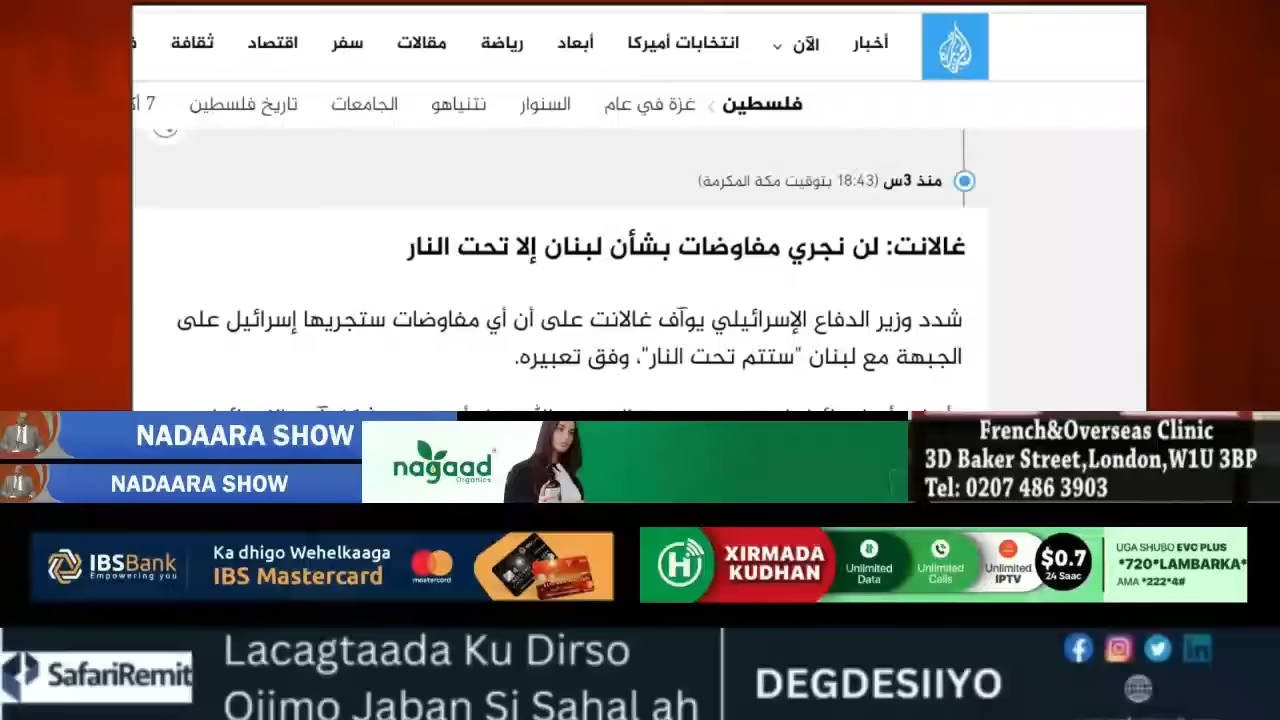 أخبار الآن انتخابات أميركا أبعاد رياضة مقالات سفر اقتصاد ثقافة
فلسطين غزة في عام السنوار نتنياهو الجامعات تاريخ فلسطين 7
منذ 3س (18:43 بتوقيت مكة المكرمة)
غالانت: لن نجري مفاوضات بشأن لبنان إلا تحت النار
شدد وزير الدفاع الإسرائيلي يوآف غالانت على أن أي مفاوضات ستجريها إسرائيل على
الجبهة مع لبنان "ستتم تحت النار"، وفق تعبيره.
NADAARA SHOW
NADAARA SHOW
nagaad
Organics
French&Overseas Clinic
3D Baker Street,London,W1U 3BP
Tel: 0207 486 3903
IBSBank
Empowering you
Ka dhigo Wehelkaaga
IBS Mastercard
mastercard
H
XIRMADA
KUDHAN
Unlimited
Data
Unlimited
Calls
Unlimited
IPTV
$0.7
24 Saac
UGA SHUBO EVC PLUS
*720*LAMBARKA*
AMA *222*4#
SafariRemit
Lacagtaada Ku Dirso
Qiimo Jaban Si Sahal ah
DEGDESIIYO